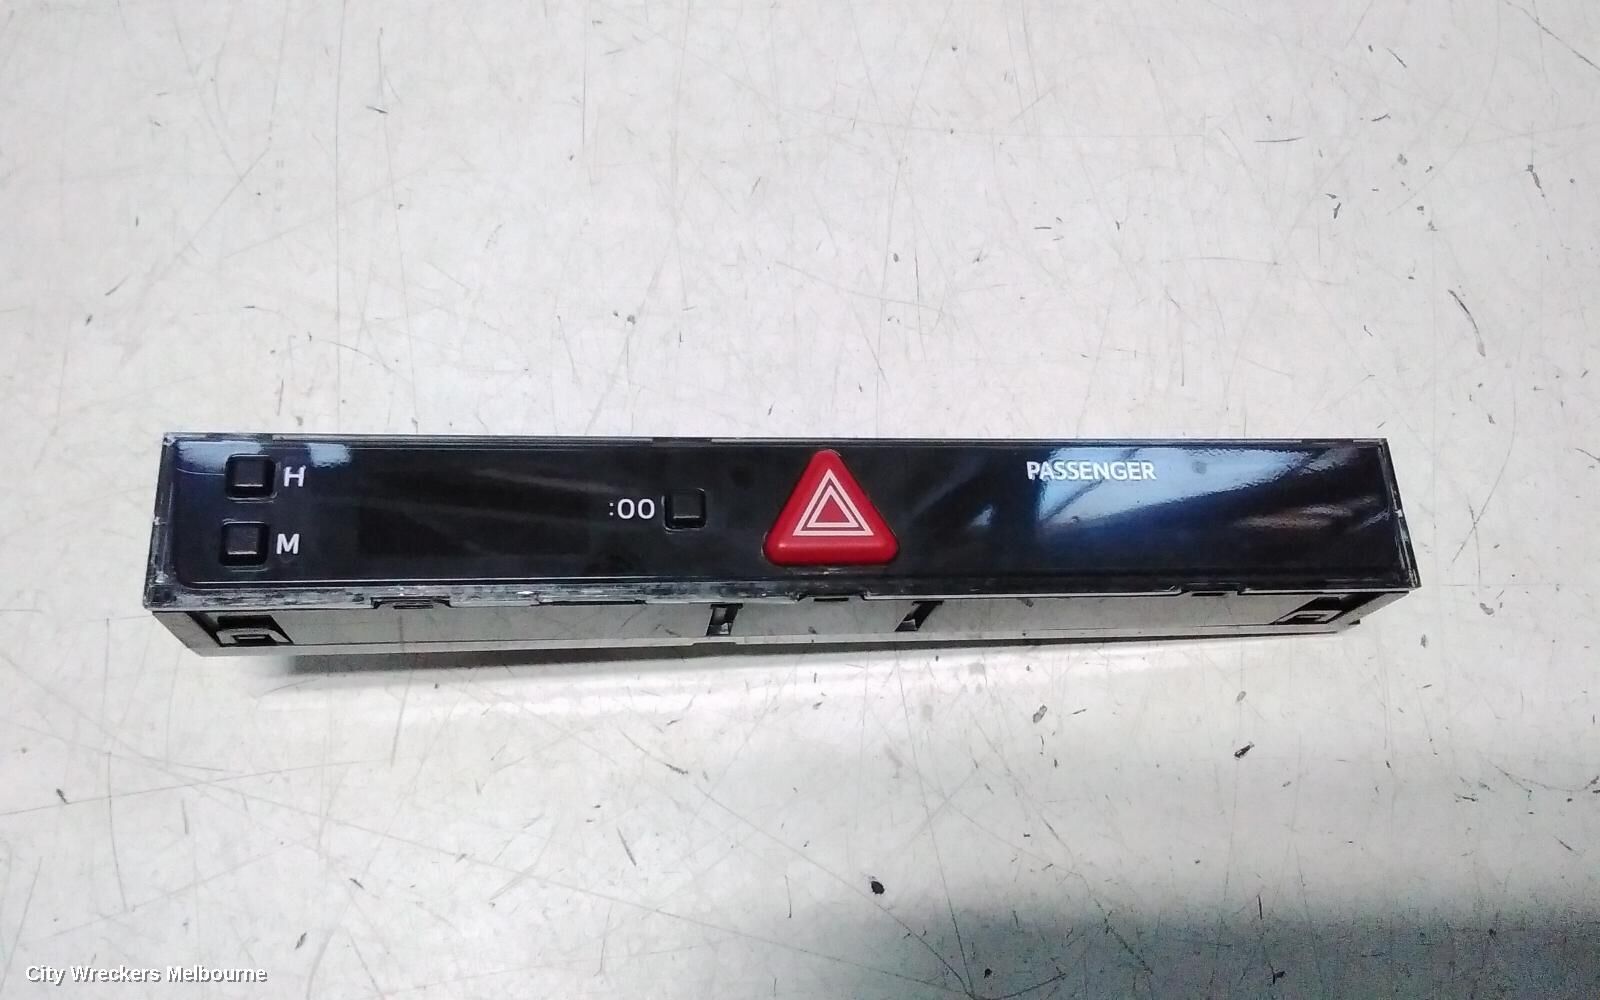 H
:00
PASSENGER
M
City Wreckers Melbourne